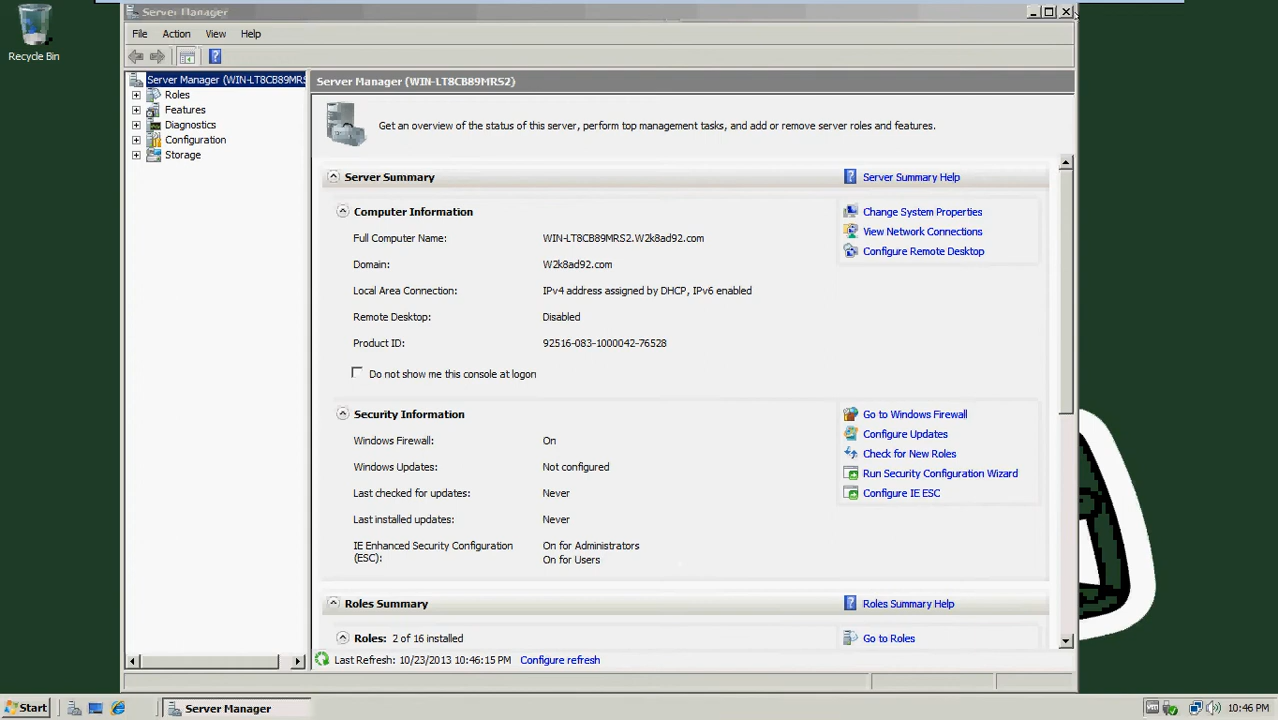 Server Manager
Recycle Bin
File Action View Help
Server Manager (WIN-LT8CB89MRS
Roles
Features
Diagnostics
Configuration
Storage
Server Manager (WIN-LT8CB89MRS2)
Get an overview of the status of this server, perform top management tasks, and add or remove server roles and features.
Server Summary
Server Summary Help
Computer Information
Full Computer Name: WIN-LT8CB89MRS2.W2k8ad92.com
Domain: W2k8ad92.com
Local Area Connection: IPv4 address assigned by DHCP, IPv6 enabled
Remote Desktop: Disabled
Product ID: 92516-083-1000042-76528
Do not show me this console at logon
Change System Properties
View Network Connections
Configure Remote Desktop
Security Information
Windows Firewall: On
Windows Updates: Not configured
Last checked for updates: Never
Last installed updates: Never
IE Enhanced Security Configuration (ESC): On for Administrators
On for Users
Go to Windows Firewall
Configure Updates
Check for New Roles
Run Security Configuration Wizard
Configure IE ESC
Roles Summary
Roles Summary Help
Roles: 2 of 16 installed
Go to Roles
Last Refresh: 10/23/2013 10:46:15 PM Configure refresh
Start
Server Manager
10:46 PM